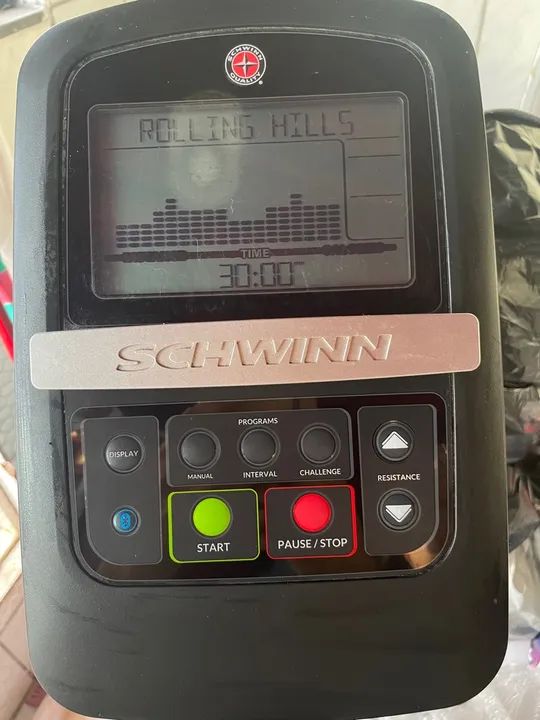 SCHWINN
QUALITY
ROLLING HILLS
TIME
30:00
SCHWINN
DISPLAY
PROGRAMS
MANUAL
INTERVAL
CHALLENGE
RESISTANCE
START
PAUSE / STOP